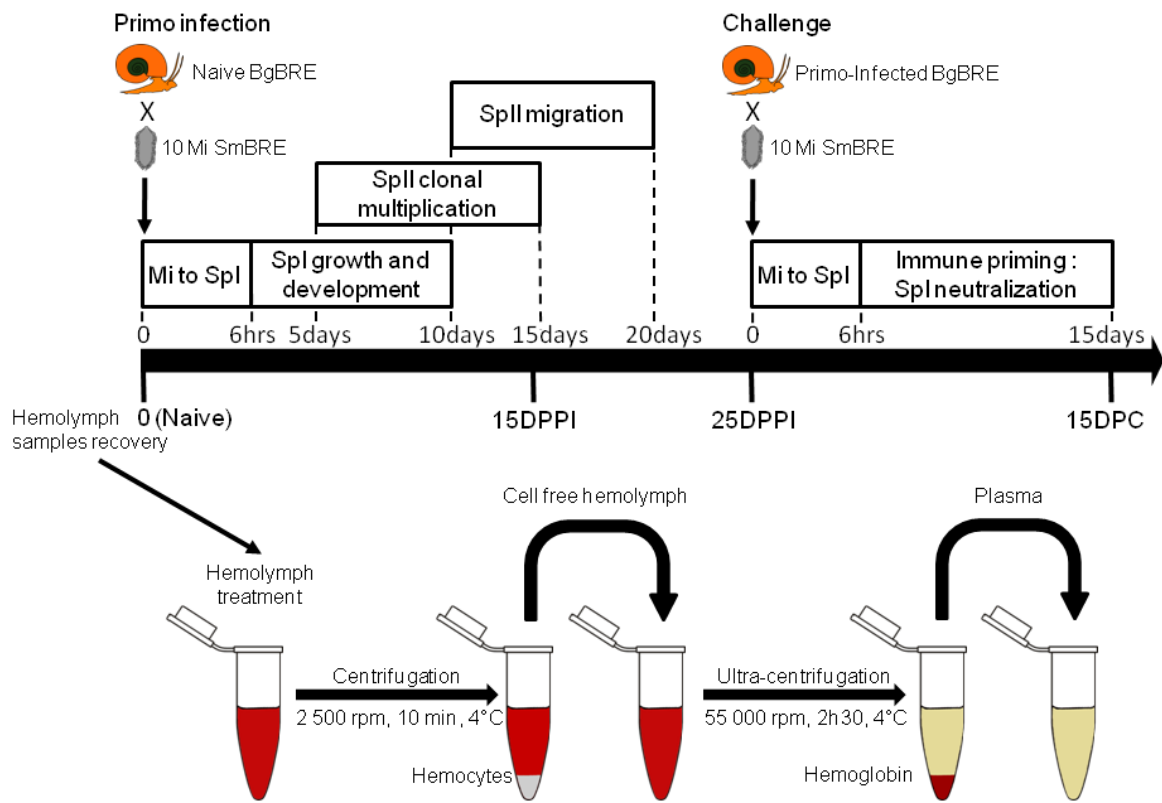 Primo infection
Naive BgBRE
X
10 Mi SmBRE
Challenge
Primo-Infected BgBRE
X
10 Mi SmBRE
SpII migration
SpII clonal
multiplication
Mi to SpI
SpI growth and
development
Mi to SpI
Immune priming :
SpI neutralization
0
6hrs
5days
10days
15days
20days
0
6hrs
15days
0 (Naive)
15DPPI
25DPPI
15DPC
Hemolymph
samples recovery
Hemolymph
treatment
Cell free hemolymph
Plasma
Centrifugation
2 500 rpm, 10 min, 4°C
Hemocytes
Ultra-centrifugation
55 000 rpm, 2h30, 4°C
Hemoglobin